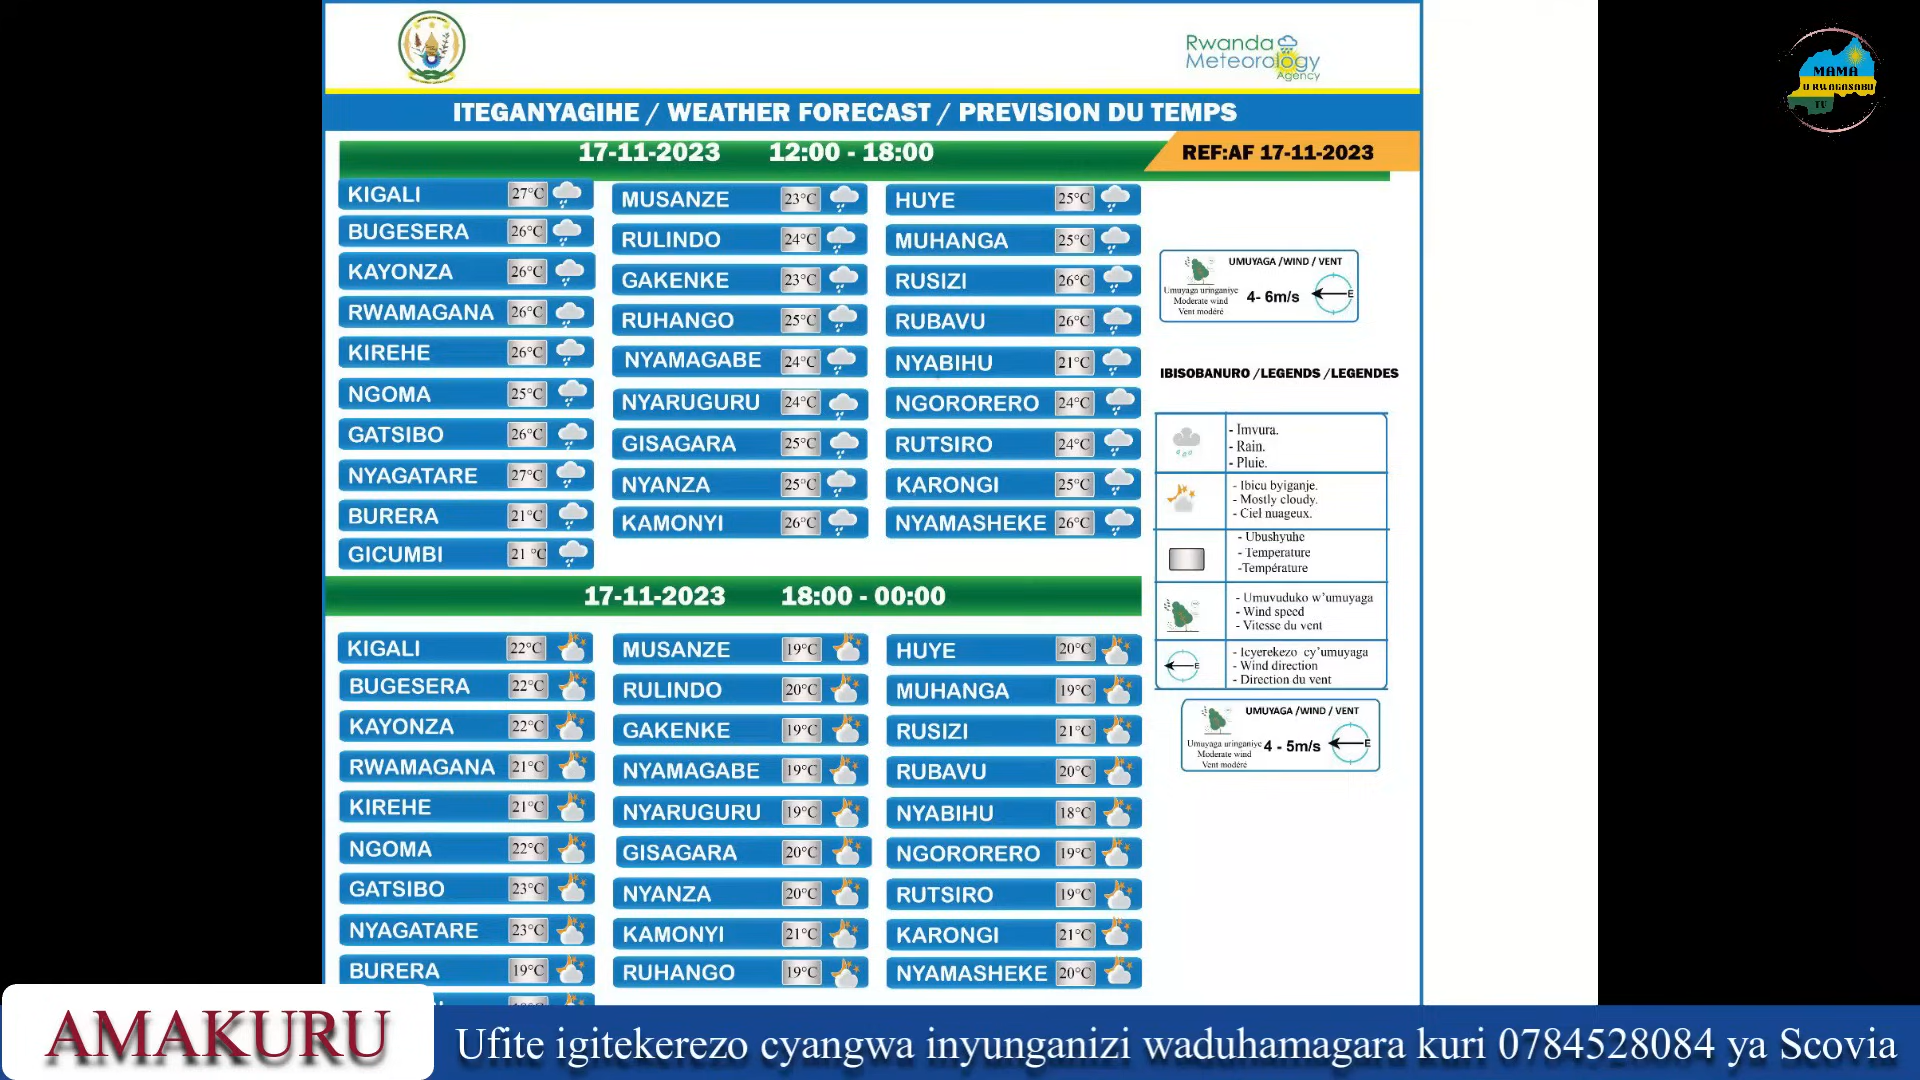 Rwanda
Meteorology
Agency
MAMA
U RWAGASABU
TV
ITEGANYAGIHE / WEATHER FORECAST / PREVISION DU TEMPS
17-11-2023 12:00 - 18:00
REF:AF 17-11-2023
KIGALI 27°C
BUGESERA 26°C
KAYONZA 26°C
RWAMAGANA 26°C
KIREHE 26°C
NGOMA 25°C
GATSIBO 26°C
NYAGATARE 27°C
BURERA 21°C
GICUMBI 21 °C
MUSANZE 23°C
RULINDO 24°C
GAKENKE 23°C
RUHANGO 25°C
NYAMAGABE 24°C
NYARUGURU 24°C
GISAGARA 25°C
NYANZA 25°C
KAMONYI 26°C
HUYE 25°C
MUHANGA 25°C
RUSIZI 26°C
RUBAVU 26°C
NYABIHU 21°C
NGORORERO 24°C
RUTSIRO 24°C
KARONGI 25°C
NYAMASHEKE 26°C
UMUYAGA /WIND / VENT
Umuyaga uringaniye
Moderate wind
Vent modéré
4- 6m/s
E
IBISOBANURO /LEGENDS /LEGENDES
- Imvura.
- Rain.
- Pluie.
- Ibicu byiganje.
- Mostly cloudy.
- Ciel nuageux.
- Ubushyuhe
- Temperature
-Température
- Umuvuduko w'umuyaga
- Wind speed
- Vitesse du vent
E
- Icyerekezo cy'umuyaga
- Wind direction
- Direction du vent
UMUYAGA /WIND / VENT
Umuyaga uringaniye
Moderate wind
Vent modéré
4 - 5m/s
E
17-11-2023 18:00 - 00:00
KIGALI 22°C
BUGESERA 22°C
KAYONZA 22°C
RWAMAGANA 21°C
KIREHE 21°C
NGOMA 22°C
GATSIBO 23°C
NYAGATARE 23°C
BURERA 19°C
MUSANZE 19°C
RULINDO 20°C
GAKENKE 19°C
NYAMAGABE 19°C
NYARUGURU 19°C
GISAGARA 20°C
NYANZA 20°C
KAMONYI 21°C
RUHANGO 19°C
HUYE 20°C
MUHANGA 19°C
RUSIZI 21°C
RUBAVU 20°C
NYABIHU 18°C
NGORORERO 19°C
RUTSIRO 19°C
KARONGI 21°C
NYAMASHEKE 20°C
AMAKURU
Ufite igitekerezo cyangwa inyunganizi waduhamagara kuri 0784528084 ya Scovia